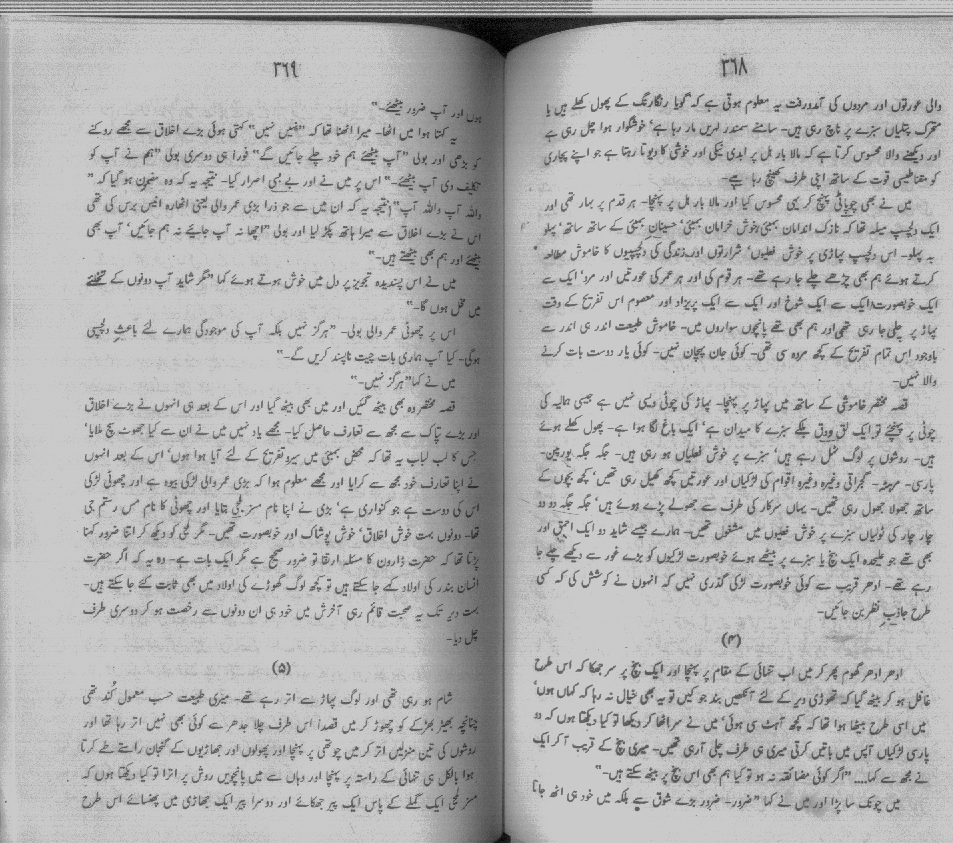 ۳۶۸
والی عورتوں اور مردوں کی آمدورفت یہ معلوم ہوتی ہے کہ گویا رنگارنگ کے پھول کھلے ہیں یا
متحرک پتلیاں سبزے پر ناچ رہی ہیں۔ سامنے سمندر لہریں مار رہا ہے‘ خوشگوار ہوا چل رہی ہے
اور دیکھنے والا محسوس کرتا ہے کہ مالا بار ہل پر ابدی نیکی اور خوشی کا دیوتا رہتا ہے جو اپنے پجاری
کو مقناطیسی قوت کے ساتھ اپنی طرف کھینچ رہا ہے۔
میں نے بھی چوپاٹی پہنچ کر یہی محسوس کیا اور مالا بار ہل پر پہنچا۔ ہر قدم پر بہار تھی اور
ایک دلچسپ میلہ تھا کہ نازک اندامان بمبئی خوش خرامان بمبئی‘ حسینان بمبئی کے ساتھ ساتھ‘ پہلو
بہ پہلو۔ اس دلچسپ پہاڑی پر خوش فعلیوں‘ شرارتوں اور زندگی کی دلچسپیوں کا خاموش مطالعہ
کرتے ہوئے ہم بھی چڑھے چلے جا رہے تھے۔ ہر قوم کی اور ہر عمر کی عورتیں اور مرد‘ ایک سے
ایک خوبصورت‘ ایک سے ایک شوخ اور ایک سے ایک پریزاد اور معصوم اس تفریح کے وقت
پہاڑ پر چلی جا رہی تھی اور ہم بھی تھے پانچوں سواروں میں۔ خاموش طبیعت اندر ہی اندر سے
باوجود اس تمام تفریح کے کچھ مردہ سی تھی۔ کوئی جان پہچان نہیں۔ کوئی یار دوست بات کرنے
والا نہیں۔
قصہ مختصر خاموشی کے ساتھ میں پہاڑ پر پہنچا۔ پہاڑ کی چوٹی ویسی نہیں ہے جیسی ہمالیہ کی
چوٹی پر پہنچئے تو ایک لق ودق ہلکے سبزے کا میدان ہے‘ ایک باغ لگا ہوا ہے۔ پھول کھلے ہوئے
ہیں۔ روشوں پر لوگ ٹہل رہے ہیں‘ سبزے پر خوش فعلیاں ہو رہی ہیں۔ جگہ جگہ یورپین۔
پارسی۔ مرہٹہ۔ گجراتی وغیرہ وغیرہ اقوام کی لڑکیاں اور عورتیں کچھ کھیل رہی تھیں‘ کچھ بچوں کے
ساتھ جھولا جھول رہی تھیں۔ یہاں سرکار کی طرف سے جھولے پڑے ہوئے ہیں‘ جگہ جگہ دو دو
چار چار کی ٹولیاں سبزے پر خوش فعلیوں میں مشغول تھیں۔ ہمارے جیسے شاید دو ایک احمق اور
بھی تھے جو علیحدہ ایک بنچ یا سبزے پر بیٹھے ہوئے خوبصورت لڑکیوں کو بڑے غور سے دیکھے چلے جا
رہے تھے۔ ادھر قریب سے کوئی خوبصورت لڑکی گذری نہیں کہ انہوں نے کوشش کی کہ کسی
طرح جاذب نظر بن جائیں۔
(۴)
ادھر ادھر گھوم پھر کر میں اب تنہائی کے مقام پر پہنچا اور ایک بنچ پر سر جھکا کہ اس طرح
غافل ہو کر بیٹھ گیا کہ تھوڑی دیر کے لئے آنکھیں بند جو کیں تو یہ بھی خیال نہ رہا کہ کہاں ہوں‘
میں اسی طرح بیٹھا ہوا تھا کہ کچھ آہٹ سی ہوئی‘ میں نے سر اٹھا کر دیکھا تو کیا دیکھتا ہوں کہ دو
پارسی لڑکیاں آپس میں باتیں کرتی میری ہی طرف چلی آرہی تھیں۔ میری بنچ کے قریب آکر ایک
نے مجھ سے کہا.... "اگر کوئی مضائقہ نہ ہو تو کیا ہم بھی اس بنچ پر بیٹھ سکتے ہیں۔"
میں چونک سا پڑا اور میں نے کہا "ضرور۔ ضرور بڑے شوق سے بلکہ میں خود ہی اٹھ جاتا
۳۶۹
ہوں اور آپ ضرور بیٹھئے۔"
یہ کہتا ہوا میں اٹھا۔ میرا اٹھنا تھا کہ "نہیں نہیں" کہتی ہوئی بڑے اخلاق سے مجھے روکنے
کو بڑھی اور بولی "آپ بیٹھئے ہم خود چلے جائیں گے" فوراً ہی دوسری بولی "ہم نے آپ کو
تکلیف دی آپ بیٹھئے۔" اس پر میں نے اور بے بسی اصرار کیا۔ نتیجہ یہ کہ وہ مضمون ہو گیا کہ "
واللہ آپ واللہ آپ" نتیجہ یہ کہ ان میں سے جو ذرا بڑی عمر والی یعنی اٹھارہ انیس برس کی تھی
اس نے بڑے اخلاق سے میرا ہاتھ پکڑ لیا اور بولی "اچھا نہ آپ جایئے نہ ہم جائیں‘ آپ بھی
بیٹھئے اور ہم بھی بیٹھتے ہیں۔"
میں نے اس پسندیدہ تجویز پر دل میں خوش ہوتے ہوئے کہا "مگر شاید آپ دونوں کے تخلئے
میں مخل ہوں گا۔"
اس پر چھوٹی عمر والی بولی۔ "ہرگز نہیں بلکہ آپ کی موجودگی ہمارے لئے باعث دلچسپی
ہوگی۔ کیا آپ ہماری بات چیت ناپسند کریں گے۔"
میں نے کہا "ہرگز نہیں۔"
قصہ مختصر وہ بھی بیٹھ گئیں اور میں بھی بیٹھ گیا اور اس کے بعد ہی انہوں نے بڑے اخلاق
اور بڑے تپاک سے مجھ سے تعارف حاصل کیا۔ مجھے یاد نہیں میں نے ان سے کیا جھوٹ سچ ملایا‘
جس کا لب لباب یہ تھا کہ محض بمبئی میں سیروتفریح کے لئے آیا ہوا ہوں‘ اس کے بعد انہوں
نے اپنا تعارف خود مجھ سے کرایا اور مجھے معلوم ہوا کہ بڑی عمر والی لڑکی بیوہ ہے اور چھوٹی لڑکی
اس کی دوست ہے جو کنواری ہے‘ بڑی نے اپنا نام مسز لمجی بتایا اور چھوٹی کا نام مس رستم جی
تھا۔ دونوں بہت خوش اخلاق‘ خوش پوشاک اور خوبصورت تھیں۔ مگر لمجی کو دیکھ کر اتنا ضرور کہنا
پڑتا تھا کہ حضرت ڈارون کا مسئلہ ارتقا تو ضرور صحیح ہے مگر ایک بات ہے۔ وہ یہ کہ اگر حضرت
انسان بندر کی اولاد کہے جا سکتے ہیں تو کچھ لوگ گھوڑے کی اولاد میں بھی ثابت کئے جا سکتے ہیں۔
بہت دیر تک یہ صحبت قائم رہی آخرش میں خود ہی ان دونوں سے رخصت ہو کر دوسری طرف
چل دیا۔
(۵)
شام ہو رہی تھی اور لوگ پہاڑ سے اتر رہے تھے۔ میری طبیعت حسب معمول کُند تھی
چنانچہ بھیڑ بھڑکے کو چھوڑ کر میں قصداً اس طرف چلا جدھر سے کوئی بھی نہیں اتر رہا تھا اور
روشوں کی تین منزلیں اتر کر میں چوتھی پر پہنچا اور پھولوں اور جھاڑیوں کے گنجان راستے طے کرتا
ہوا بالکل ہی تنہائی کے راستہ پر پہنچا اور وہاں سے میں پانچویں روش پر اترا تو کیا دیکھتا ہوں کہ
مسز لمجی ایک گملے کے پاس ایک پیر جھکائے اور دوسرا پیر ایک جھاڑی میں پھنسائے اس طرح